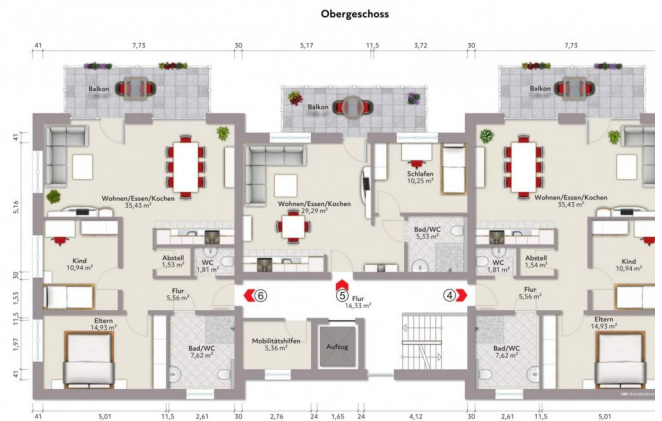 Obergeschoss
41 7,73 30 5,17 11,5 3,72 30 7,73
Balkon
Balkon
Balkon
41
5,16
30
1,53
11,5
1,97
41
Wohnen/Essen/Kochen
35,43 m²
Wohnen/Essen/Kochen
29,29 m²
Schlafen
10,25 m²
Wohnen/Essen/Kochen
35,43 m²
Bad/WC
5,33 m²
Kind
10,94 m²
Abstell
1,53 m²
WC
1,81 m²
WC
1,81 m²
Abstell
1,54 m²
Kind
10,94 m²
Flur
5,56 m²
6
5
4
Flur
16,33 m²
Flur
5,56 m²
Eltern
14,93 m²
Bad/WC
7,62 m²
Mobilitätshilfen
5,36 m²
Aufzug
Bad/WC
7,62 m²
Eltern
14,93 m²
41 5,01 11,5 2,61 30 2,76 24 1,65 24 4,12 30 2,61 11,5 5,01